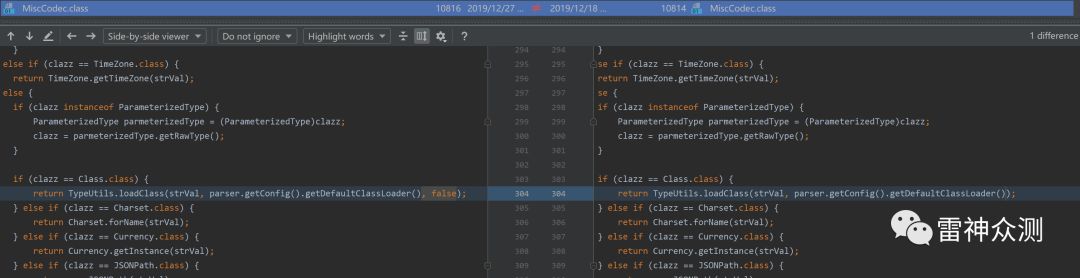 MiscCodec.class 10816 2019/12/27 ... ≠ 2019/12/18 ... 10814 MiscCodec.class
Side-by-side viewer Do not ignore Highlight words ? 1 difference
} 294 294 }
else if (clazz == TimeZone.class) { 295 295 se if (clazz == TimeZone.class) {
return TimeZone.getTimeZone(strVal); 296 296 return TimeZone.getTimeZone(strVal);
else { 297 297 se {
if (clazz instanceof ParameterizedType) { 298 298 if (clazz instanceof ParameterizedType) {
ParameterizedType parmeterizedType = (ParameterizedType)clazz; 299 299 ParameterizedType parmeterizedType = (ParameterizedType)clazz;
clazz = parmeterizedType.getRawType(); 300 300 clazz = parmeterizedType.getRawType();
} 301 301 }
302 302
if (clazz == Class.class) { 303 303 if (clazz == Class.class) {
return TypeUtils.loadClass(strVal, parser.getConfig().getDefaultClassLoader(), false); 304 304 return TypeUtils.loadClass(strVal, parser.getConfig().getDefaultClassLoader());
} else if (clazz == Charset.class) { 305 305 } else if (clazz == Charset.class) {
return Charset.forName(strVal); 306 306 return Charset.forName(strVal);
} else if (clazz == Currency.class) { 307 307 } else if (clazz == Currency.class) {
return Currency.getInstance(strVal); 308 308 return Currency.getInstance(strVal);
} else if (clazz == JSONPath.class) { 309 309 } else if (clazz == JSONPath.class) {
雷神众测